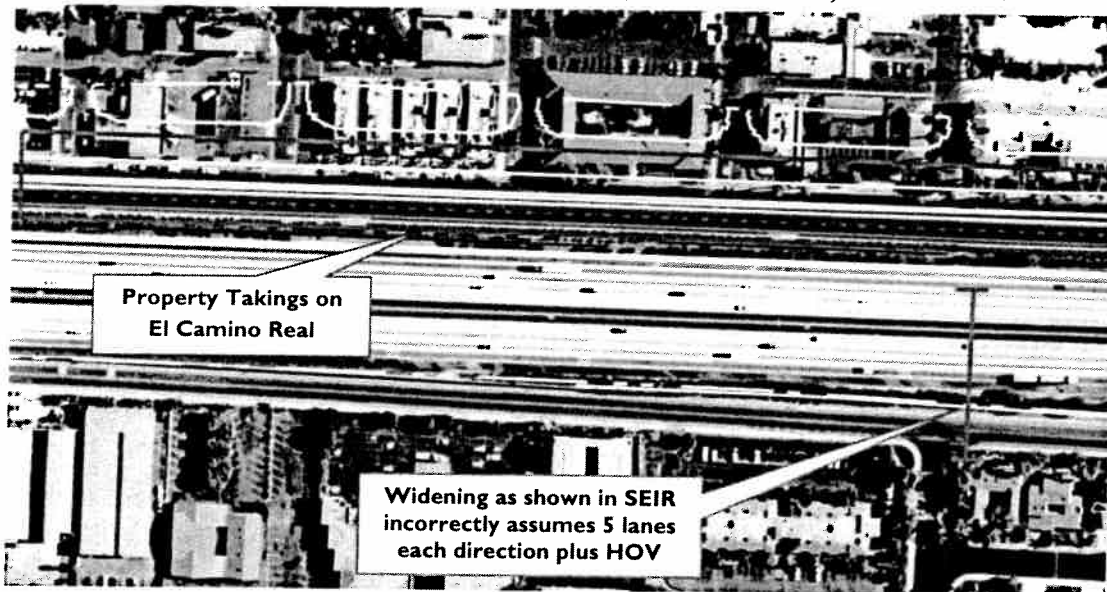 Property Takings on
El Camino Real
Widening as shown in SEIR
incorrectly assumes 5 lanes
each direction plus HOV